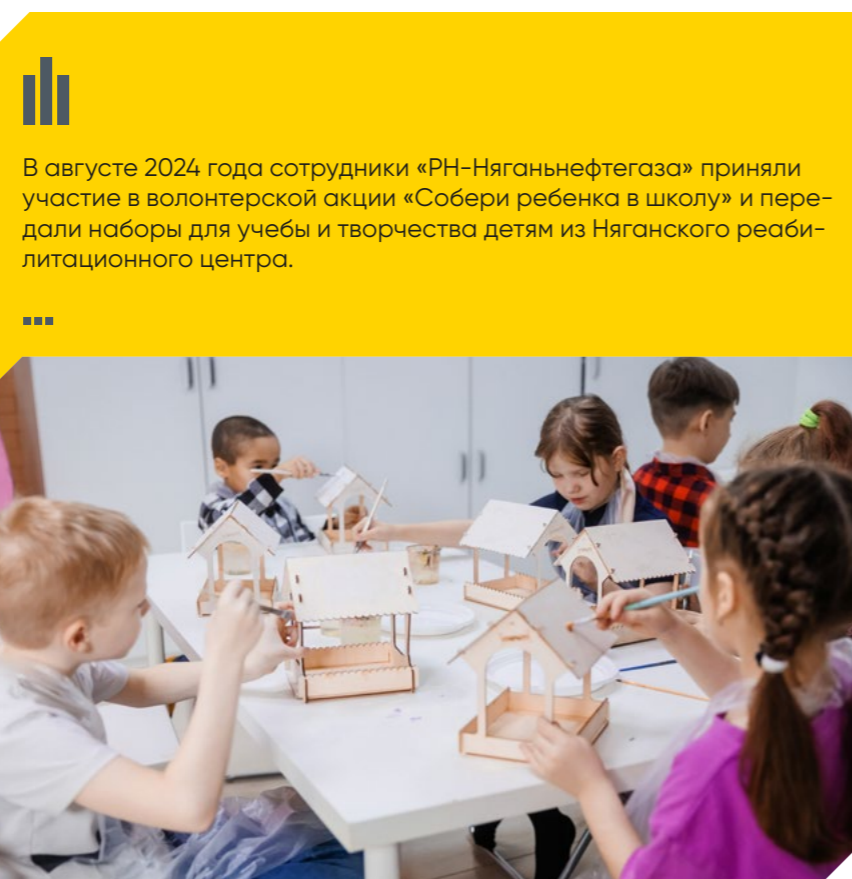 В августе 2024 года сотрудники «РН-Няганьнефтегаза» приняли
участие в волонтерской акции «Собери ребенка в школу» и пере-
дали наборы для учебы и творчества детям из Няганского реаби-
литационного центра.